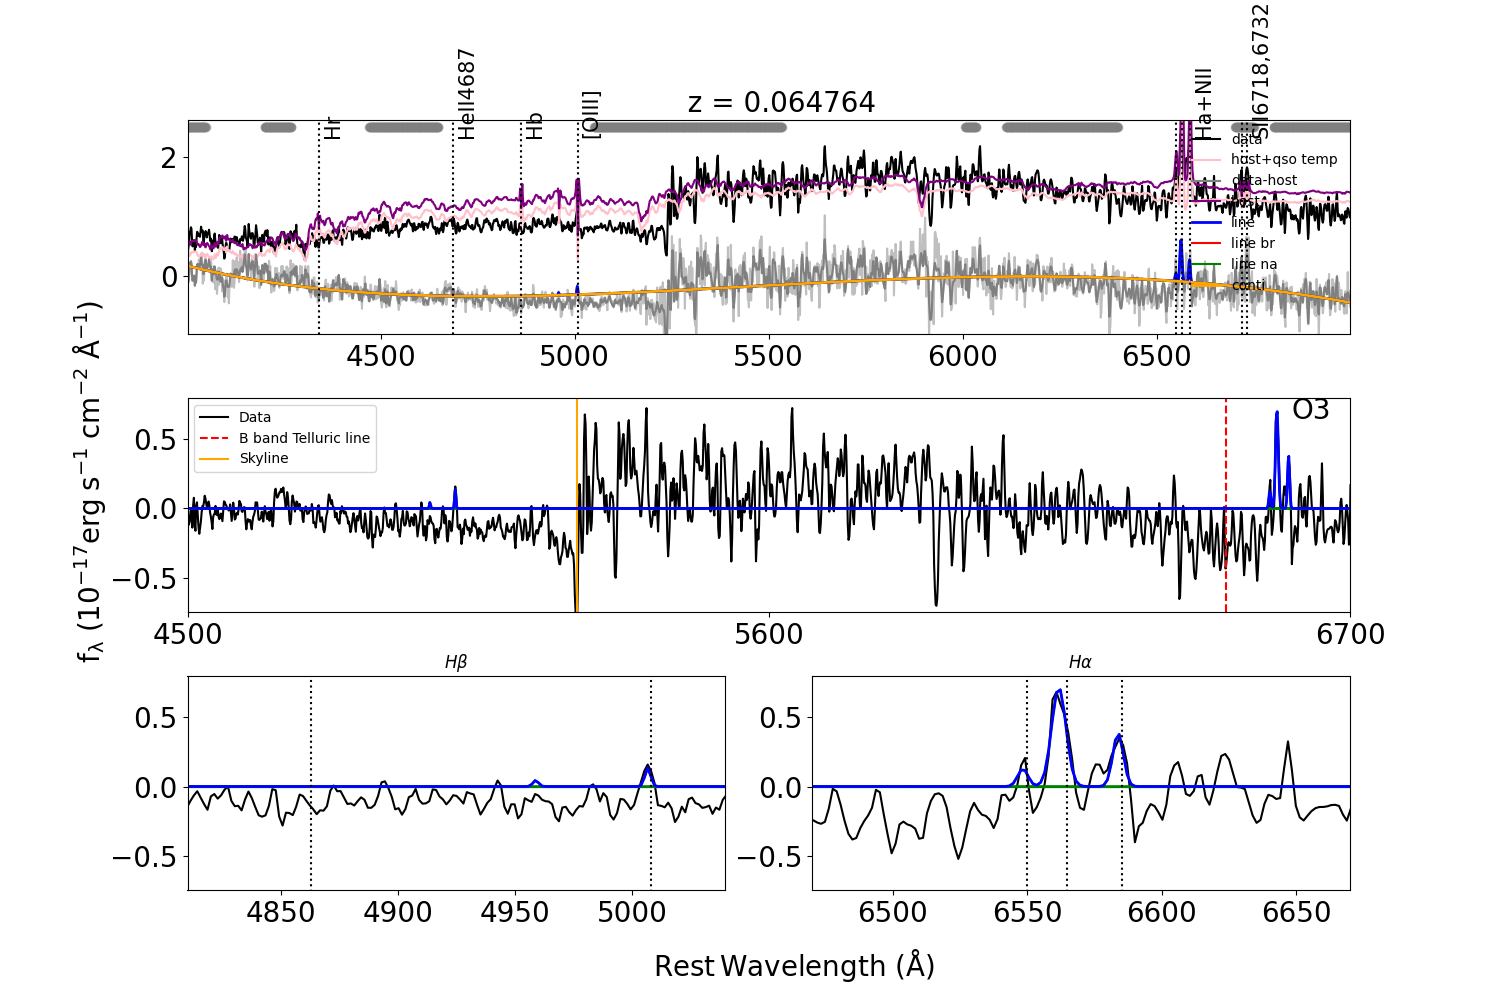 z = 0.064764
Hr
HeII4687
Hb
[OIII]
Ha+NII
SII6718,6732
data
host+qso temp
data-host
host
line
line br
line na
conti
2
0
4500
5000
5500
6000
6500
f_λ (10^−17 erg s^−1 cm^−2 Å^−1)
Data
B band Telluric line
Skyline
O3
0.5
0.0
−0.5
4500
5600
6700
Hβ
0.5
0.0
−0.5
4850
4900
4950
5000
Hα
0.5
0.0
−0.5
6500
6550
6600
6650
Rest Wavelength (Å)